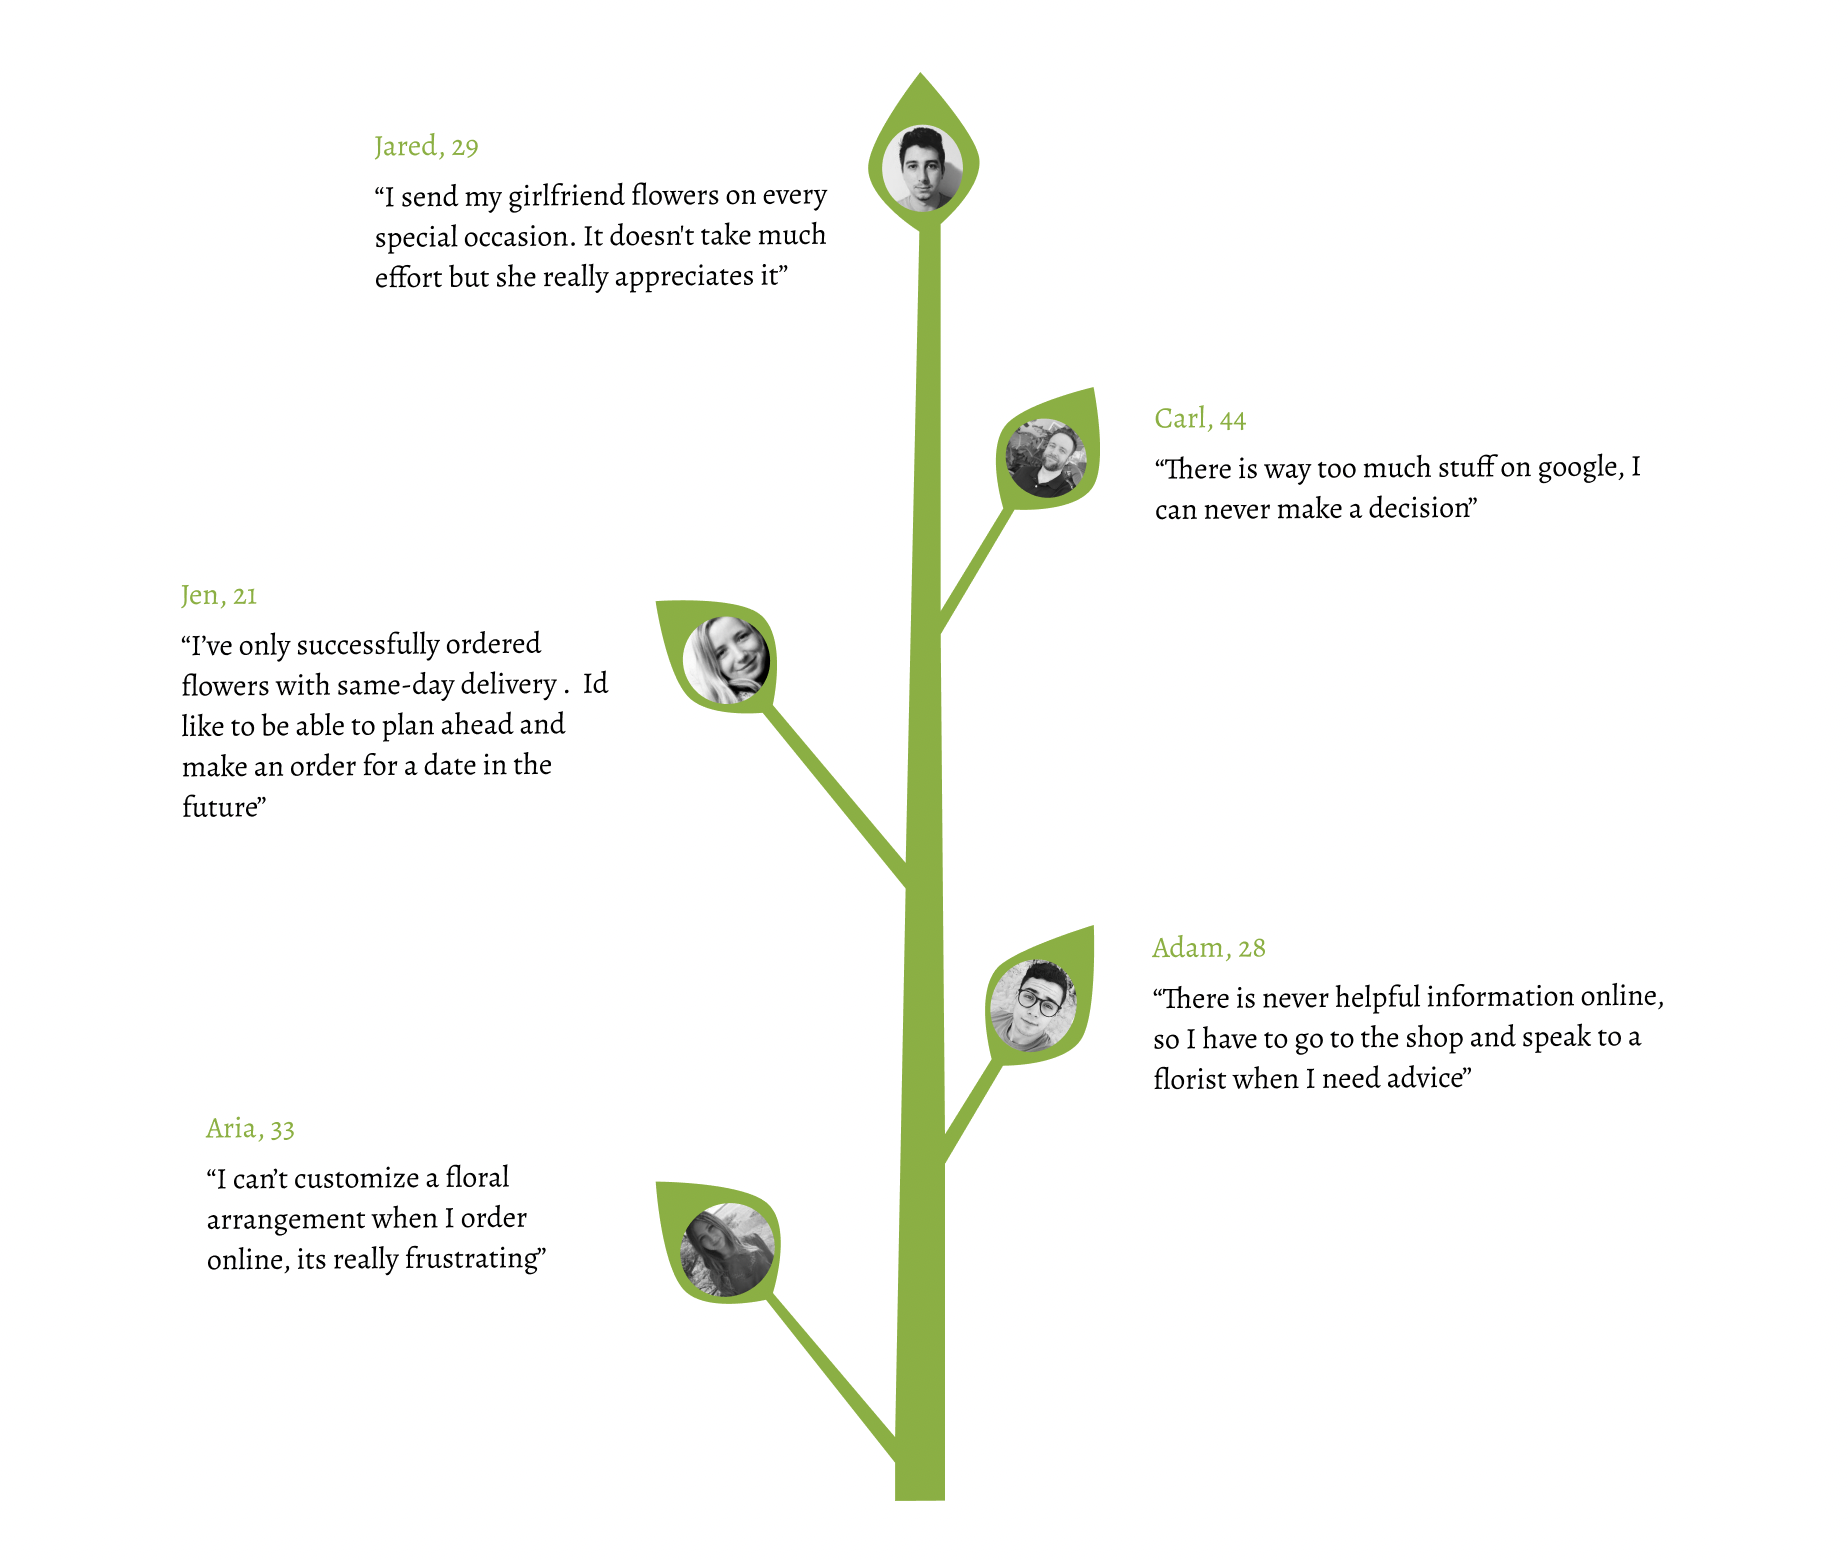 Jared, 29
“I send my girlfriend flowers on every
special occasion. It doesn't take much
effort but she really appreciates it”
Carl, 44
“There is way too much stuff on google, I
can never make a decision”
Jen, 21
“I’ve only successfully ordered
flowers with same-day delivery .  Id
like to be able to plan ahead and
make an order for a date in the
future”
Adam, 28
“There is never helpful information online,
so I have to go to the shop and speak to a
florist when I need advice”
Aria, 33
“I can’t customize a floral
arrangement when I order
online, its really frustrating”